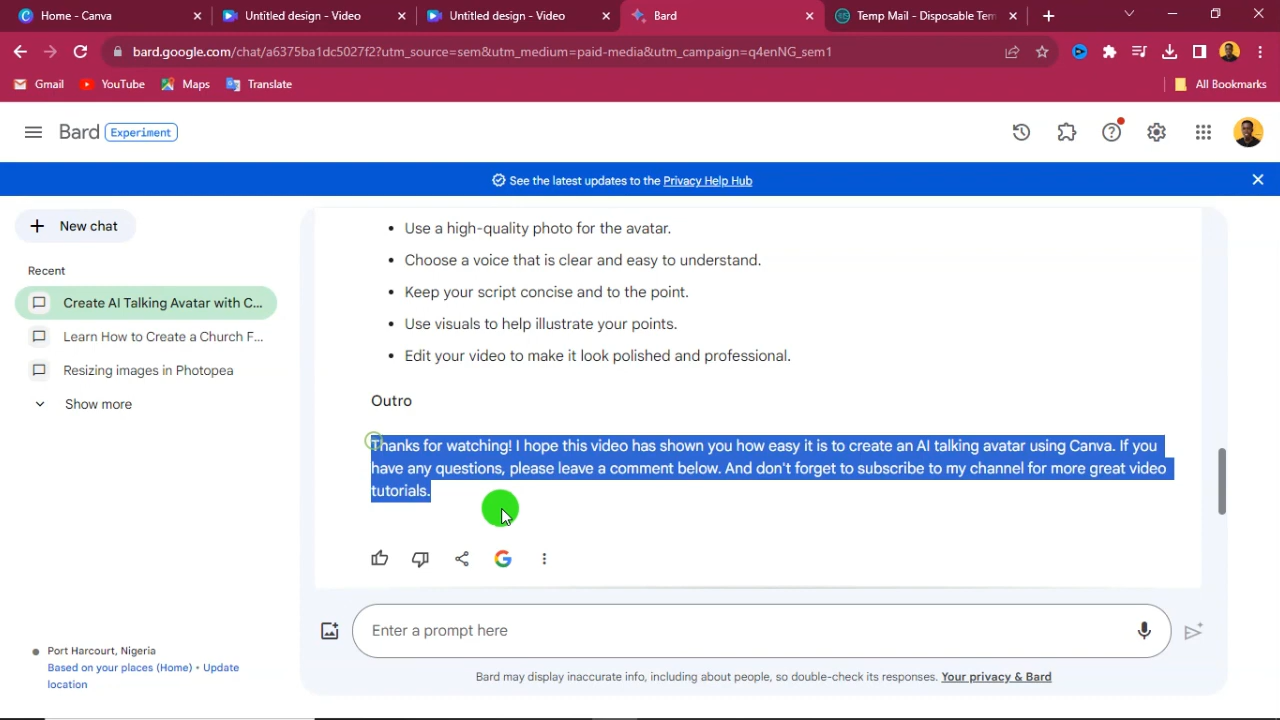 Home - Canva
Untitled design - Video
Untitled design - Video
Bard
Temp Mail - Disposable Tem
bard.google.com/chat/a6375ba1dc5027f2?utm_source=sem&utm_medium=paid-media&utm_campaign=q4enNG_sem1
Gmail
YouTube
Maps
Translate
All Bookmarks
Bard Experiment
See the latest updates to the Privacy Help Hub
New chat
Recent
Create AI Talking Avatar with C...
Learn How to Create a Church F...
Resizing images in Photopea
Show more
• Use a high-quality photo for the avatar.
• Choose a voice that is clear and easy to understand.
• Keep your script concise and to the point.
• Use visuals to help illustrate your points.
• Edit your video to make it look polished and professional.
Outro
Thanks for watching! I hope this video has shown you how easy it is to create an AI talking avatar using Canva. If you
have any questions, please leave a comment below. And don't forget to subscribe to my channel for more great video
tutorials.
Enter a prompt here
Port Harcourt, Nigeria
Based on your places (Home) • Update
location
Bard may display inaccurate info, including about people, so double-check its responses. Your privacy & Bard